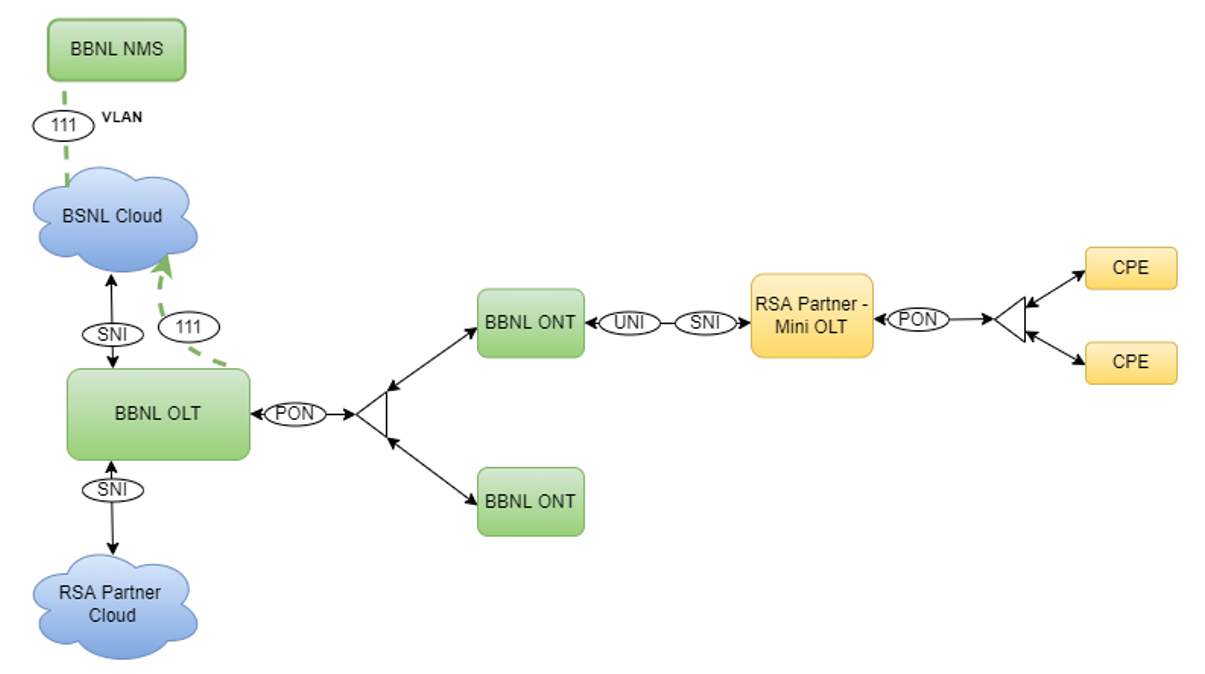 BBNL NMS
111
VLAN
BSNL Cloud
SNI
111
BBNL OLT
PON
SNI
RSA Partner
Cloud
BBNL ONT
BBNL ONT
UNI
SNI
RSA Partner -
Mini OLT
PON
CPE
CPE